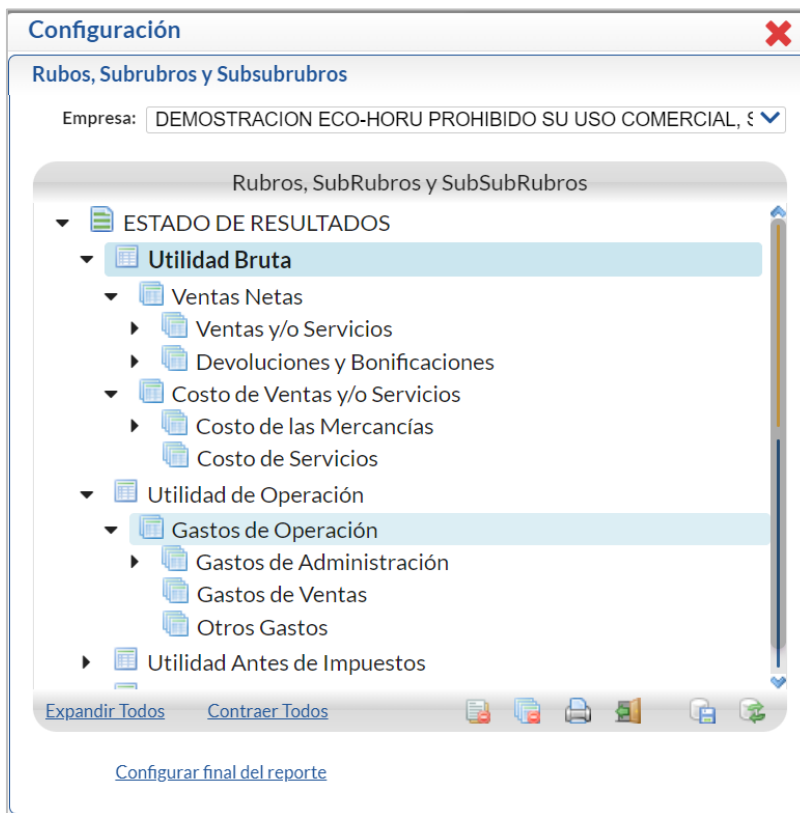 Configuración
Rubos, Subrubros y Subsubrubros
Empresa: DEMOSTRACION ECO-HORU PROHIBIDO SU USO COMERCIAL, S
Rubros, SubRubros y SubSubRubros
ESTADO DE RESULTADOS
Utilidad Bruta
Ventas Netas
Ventas y/o Servicios
Devoluciones y Bonificaciones
Costo de Ventas y/o Servicios
Costo de las Mercancías
Costo de Servicios
Utilidad de Operación
Gastos de Operación
Gastos de Administración
Gastos de Ventas
Otros Gastos
Utilidad Antes de Impuestos
Expandir Todos Contraer Todos
Configurar final del reporte